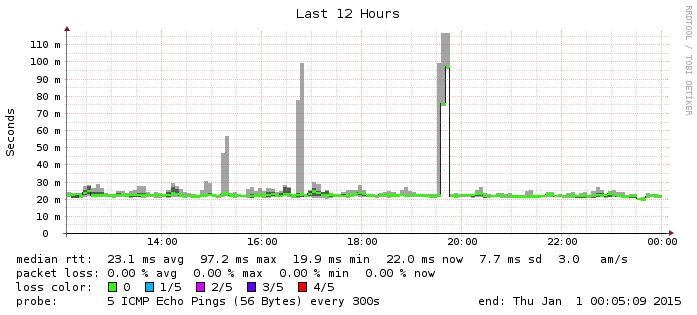 Last 12 Hours
RRDTOOL / TOBI OETIKER
Seconds
110 m
100 m
90 m
80 m
70 m
60 m
50 m
40 m
30 m
20 m
10 m
0
14:00 16:00 18:00 20:00 22:00 00:00
median rtt: 23.1 ms avg 97.2 ms max 19.9 ms min 22.0 ms now 7.7 ms sd 3.0 am/s
packet loss: 0.00 % avg 0.00 % max 0.00 % min 0.00 % now
loss color: 0 1/5 2/5 3/5 4/5
probe: 5 ICMP Echo Pings (56 Bytes) every 300s end: Thu Jan 1 00:05:09 2015